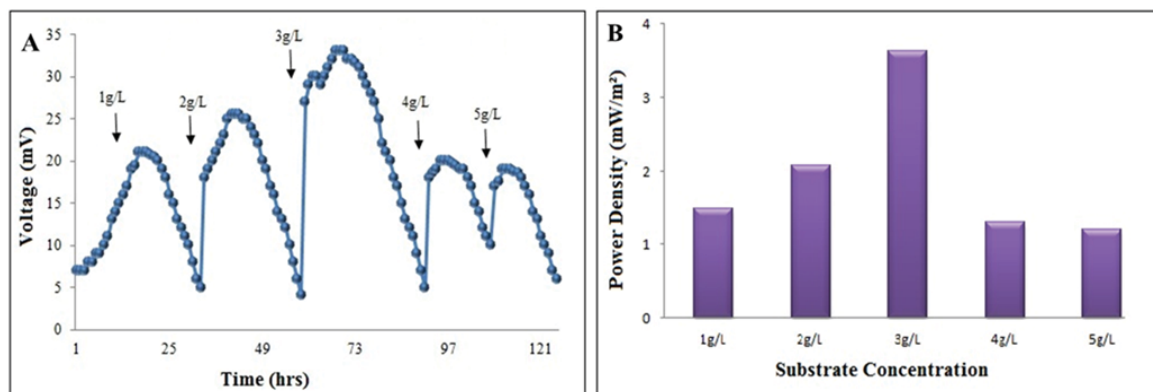 A
Voltage (mV)
35
30
25
20
15
10
5
0
1g/L
2g/L
3g/L
4g/L
5g/L
1 25 49 73 97 121
Time (hrs)
B
Power Density (mW/m²)
4
3
2
1
0
1g/L 2g/L 3g/L 4g/L 5g/L
Substrate Concentration